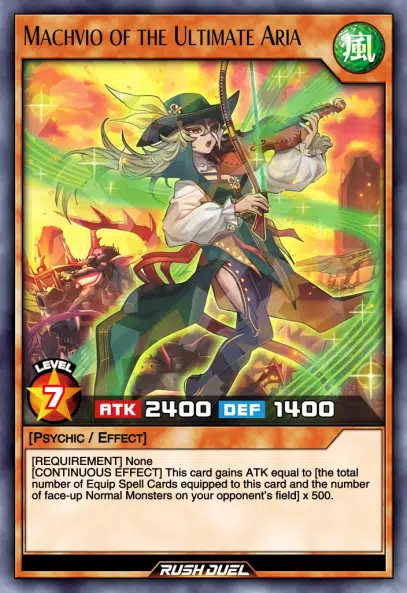 Machvio of the Ultimate Aria
風
LEVEL
7
ATK 2400 DEF 1400
[Psychic / Effect]
[REQUIREMENT] None
[CONTINUOUS EFFECT] This card gains ATK equal to [the total
number of Equip Spell Cards equipped to this card and the number
of face-up Normal Monsters on your opponent's field] x 500.
RUSH DUEL